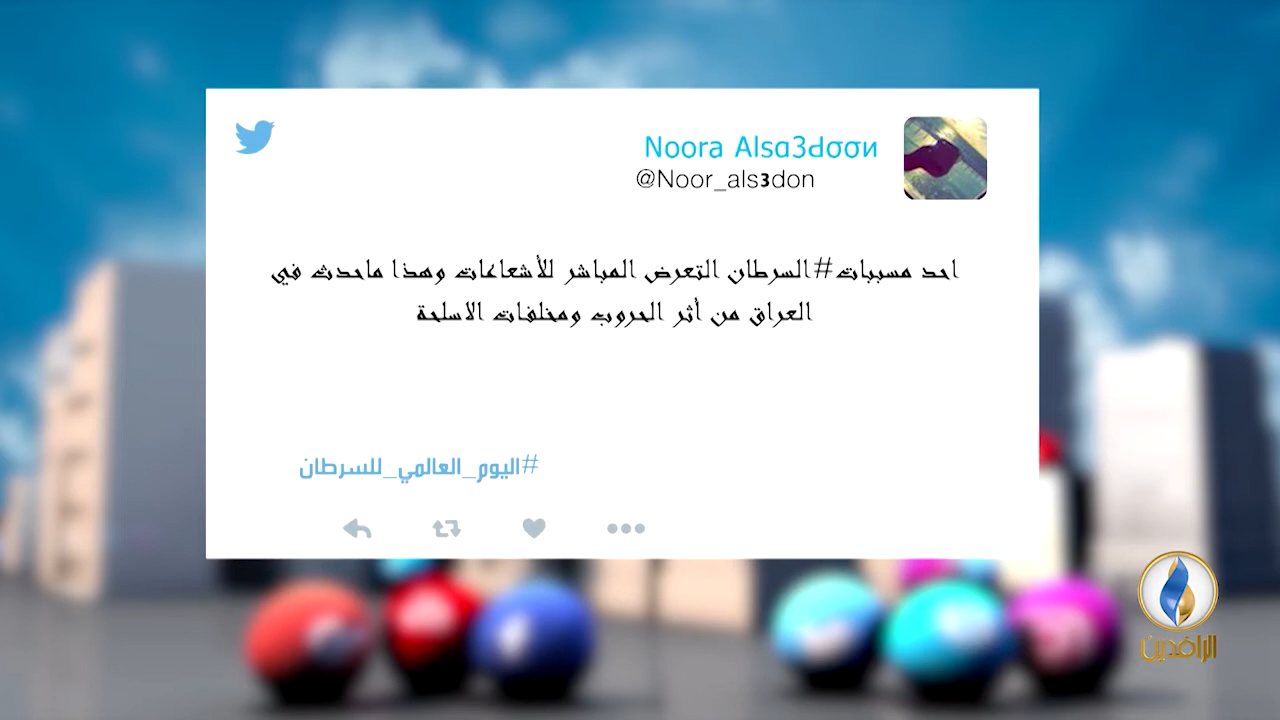 Noora Alsα3dσσи
@Noor_als3don
احد مسببات#السرطان التعرض المباشر للأشعاعات وهذا ماحدث في
العراق من أثر الحروب ومخلفات الاسلحة
#اليوم_العالمي_للسرطان
الرافدين